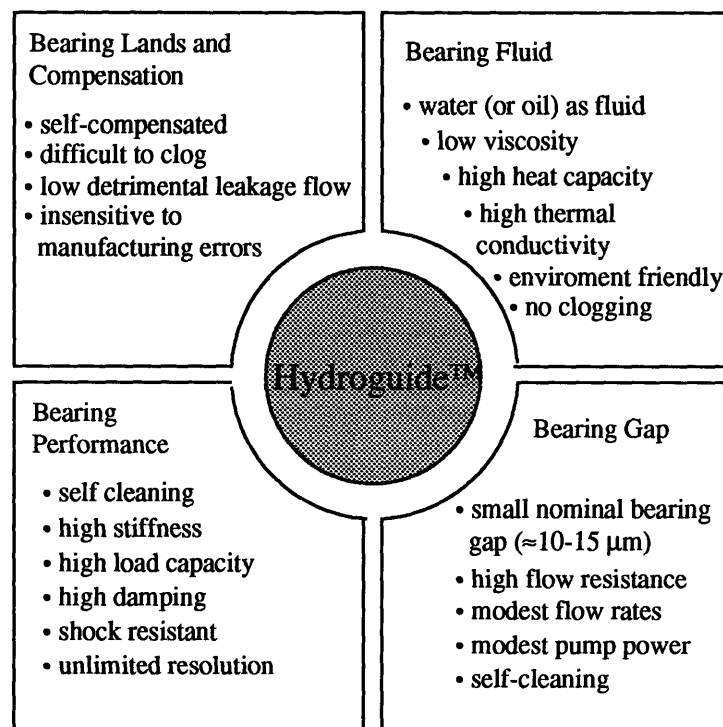 Bearing Lands and
Compensation
• self-compensated
• difficult to clog
• low detrimental leakage flow
• insensitive to
manufacturing errors
Bearing Fluid
• water (or oil) as fluid
• low viscosity
• high heat capacity
• high thermal
conductivity
• enviroment friendly
• no clogging
Hydroguide™
Bearing
Performance
• self cleaning
• high stiffness
• high load capacity
• high damping
• shock resistant
• unlimited resolution
Bearing Gap
• small nominal bearing
gap (≈10-15 µm)
• high flow resistance
• modest flow rates
• modest pump power
• self-cleaning